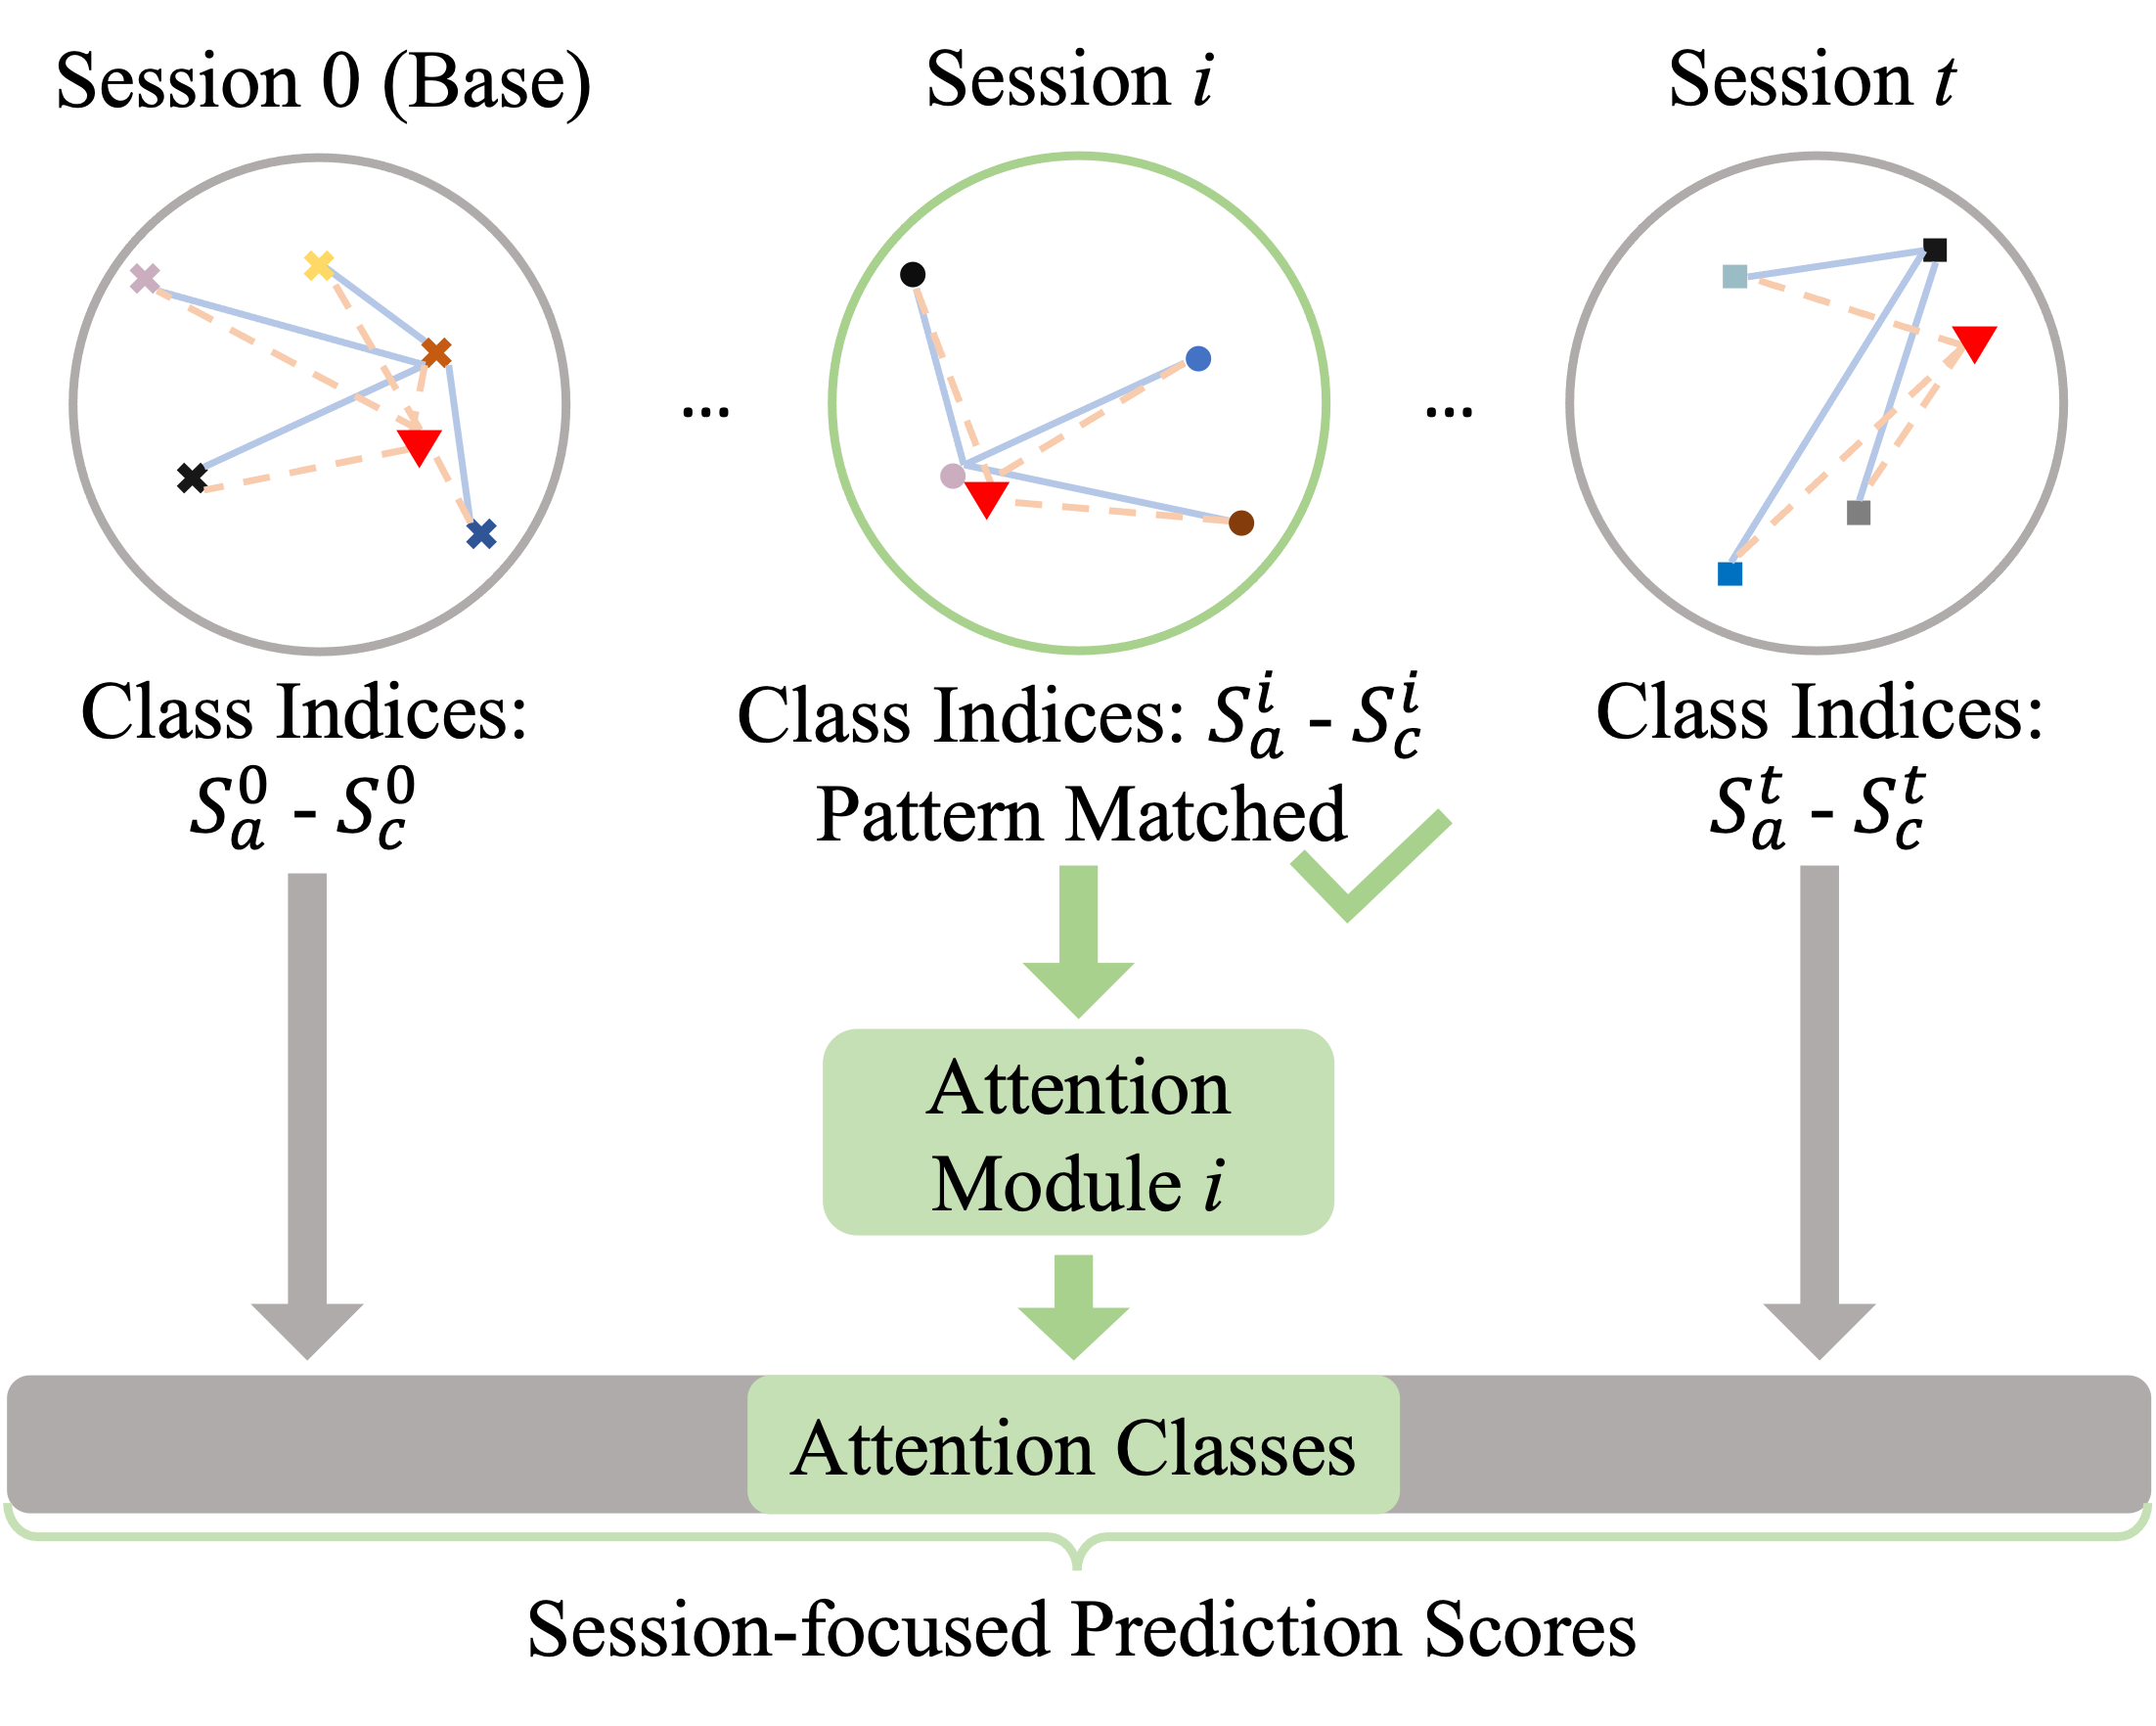 Session 0 (Base)
Session i
Session t
...
...
Class Indices:
S_a^0 - S_c^0
Class Indices: S_a^i - S_c^i
Pattern Matched
Class Indices:
S_a^t - S_c^t
Attention
Module i
Attention Classes
Session-focused Prediction Scores